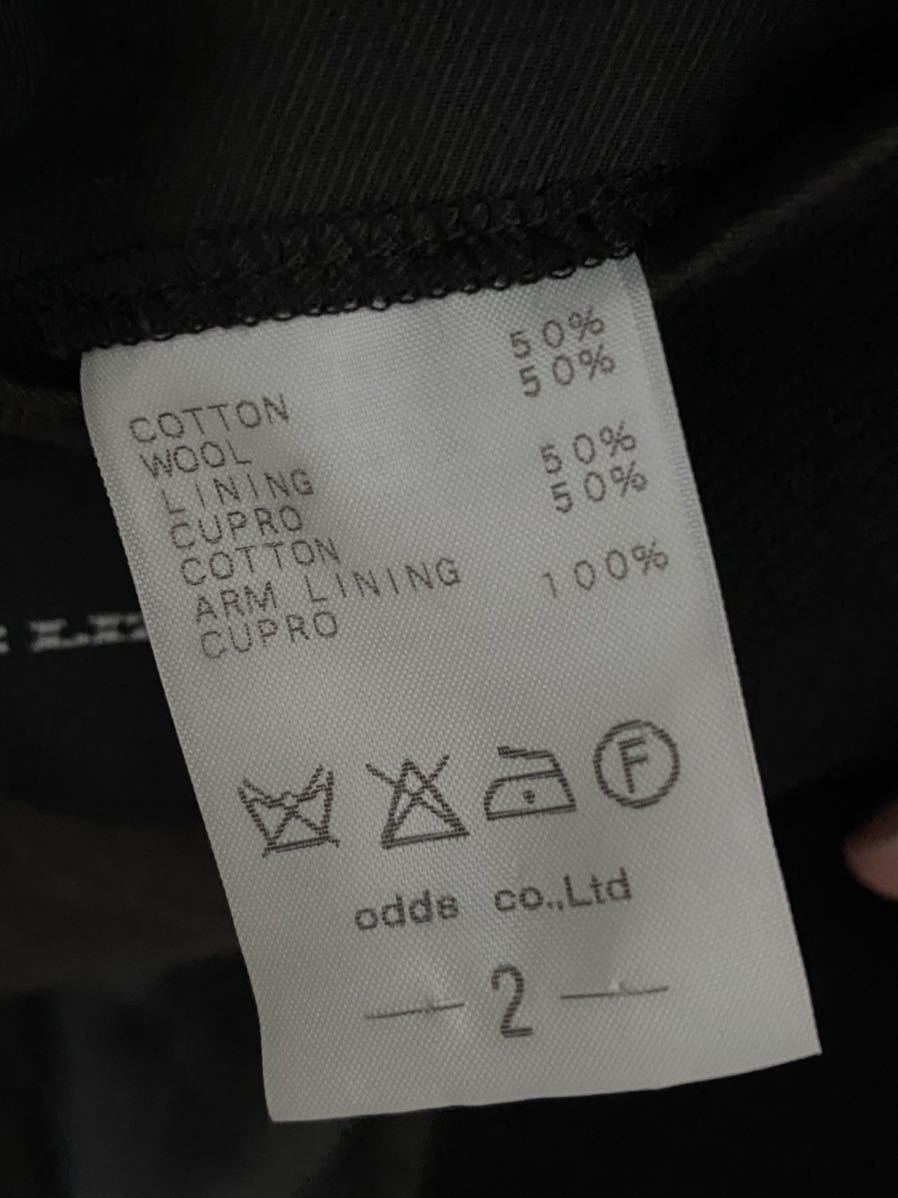 COTTON 50%
WOOL 50%
LINING
CUPRO 50%
COTTON 50%
ARM LINING
CUPRO 100%
F
odds co.,Ltd
— 2 —